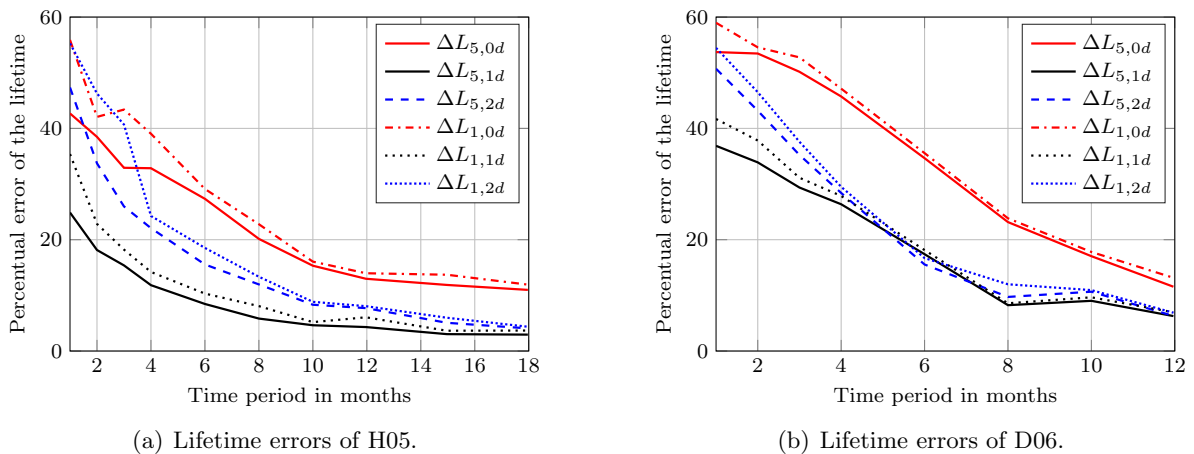 Percentual error of the lifetime
60
40
20
0
2 4 6 8 10 12 14 16 18
Time period in months
ΔL₅,₀d
ΔL₅,₁d
ΔL₅,₂d
ΔL₁,₀d
ΔL₁,₁d
ΔL₁,₂d
(a) Lifetime errors of H05.
Percentual error of the lifetime
60
40
20
0
2 4 6 8 10 12
Time period in months
ΔL₅,₀d
ΔL₅,₁d
ΔL₅,₂d
ΔL₁,₀d
ΔL₁,₁d
ΔL₁,₂d
(b) Lifetime errors of D06.